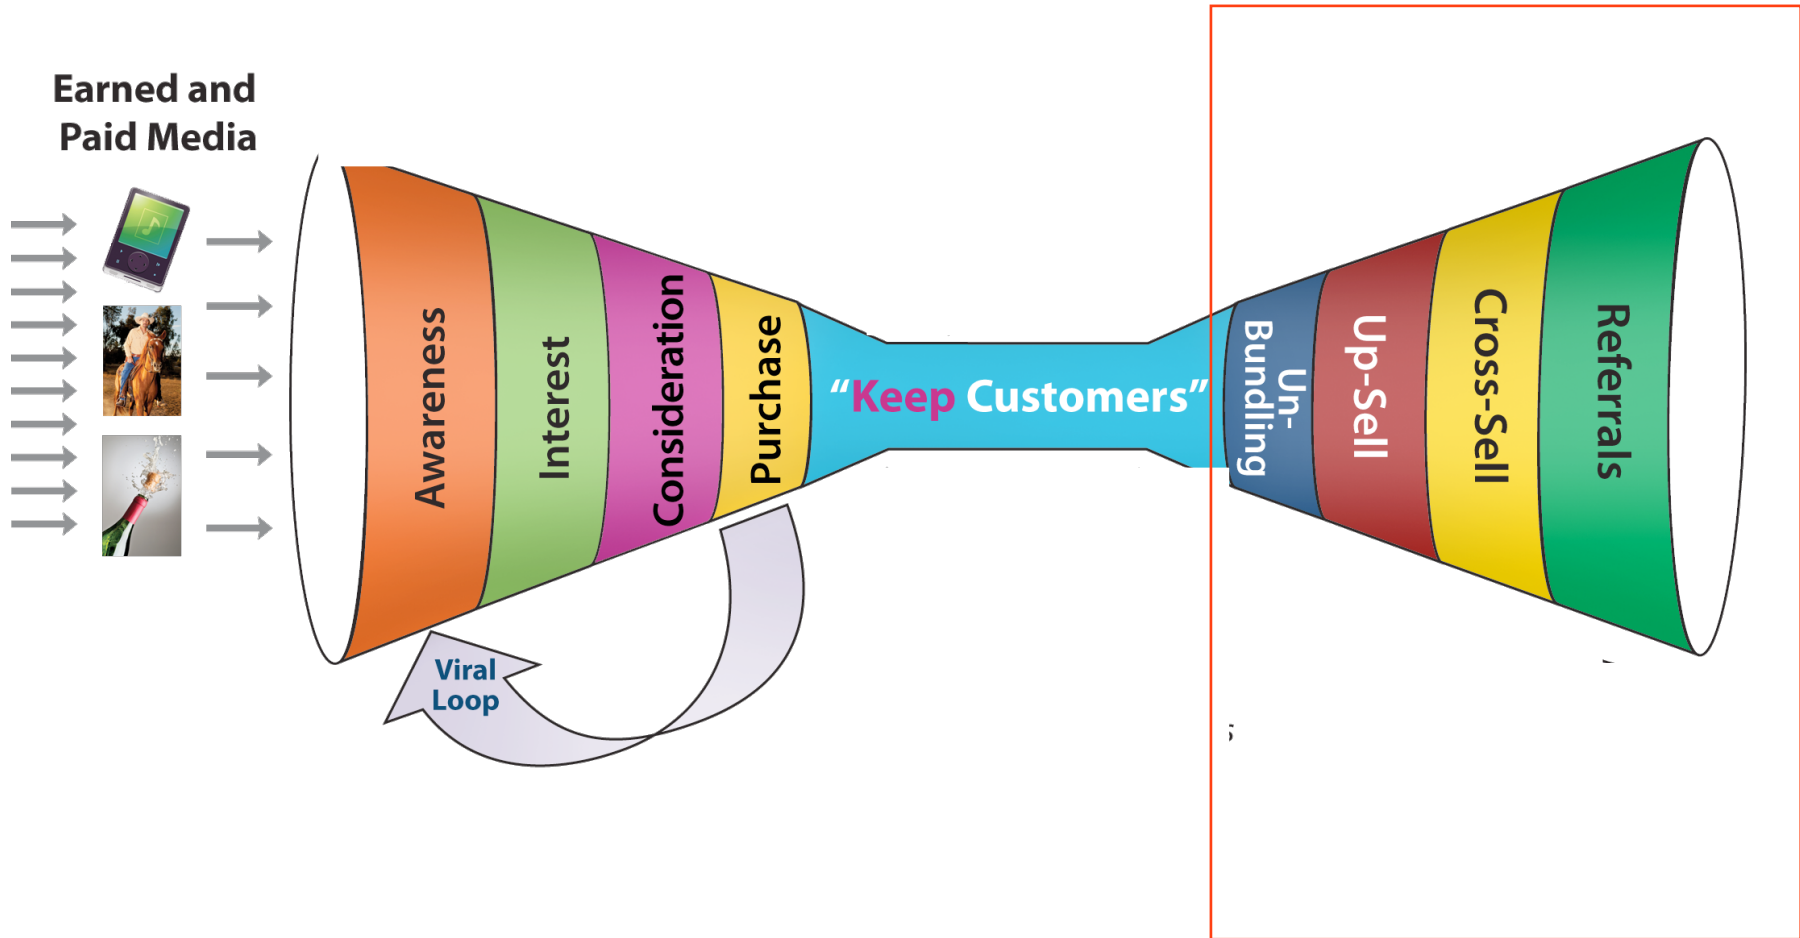 Earned and
Paid Media
Awareness
Interest
Consideration
Purchase
“Keep Customers”
Un-
Bundling
Up-Sell
Cross-Sell
Referrals
Viral
Loop